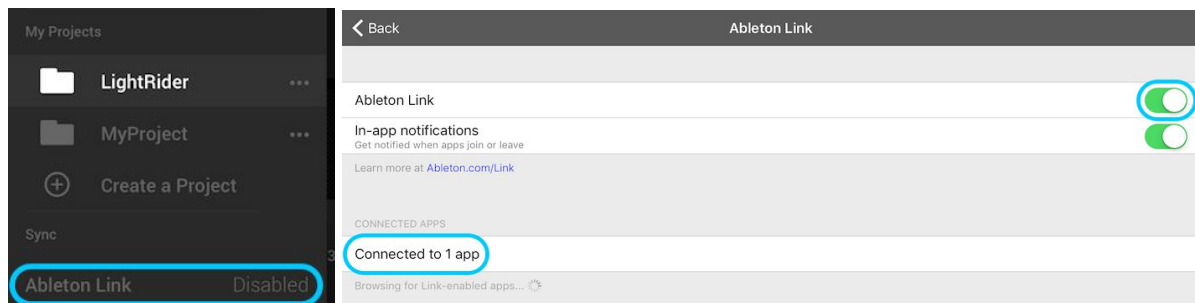 My Projects
LightRider
MyProject
Create a Project
Sync
Ableton Link Disabled
3
Back
Ableton Link
Ableton Link
In-app notifications
Get notified when apps join or leave
Learn more at Ableton.com/Link
CONNECTED APPS
Connected to 1 app
Browsing for Link-enabled apps...